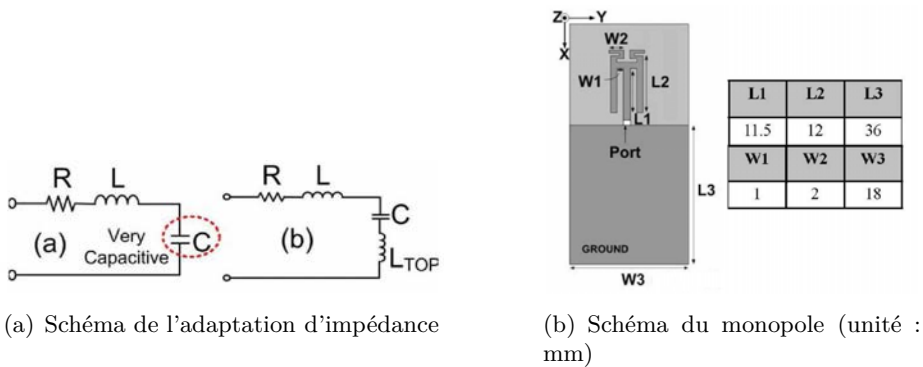 R L
(a)
Very
Capacitive
C
R L
(b)
C
LTOP
(a) Schéma de l'adaptation d'impédance
Z Y
X
W2
W1
L2
L1
Port
L3
GROUND
W3
L1 L2 L3
11.5 12 36
W1 W2 W3
1 2 18
(b) Schéma du monopole (unité :
mm)